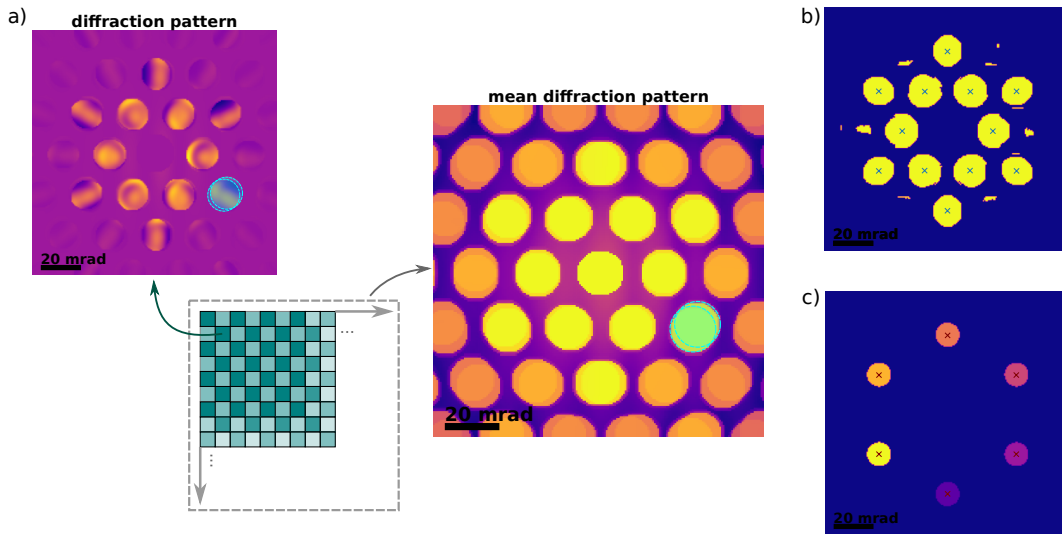 a)
diffraction pattern
20 mrad
mean diffraction pattern
20 mrad
...
...
b)
20 mrad
c)
20 mrad